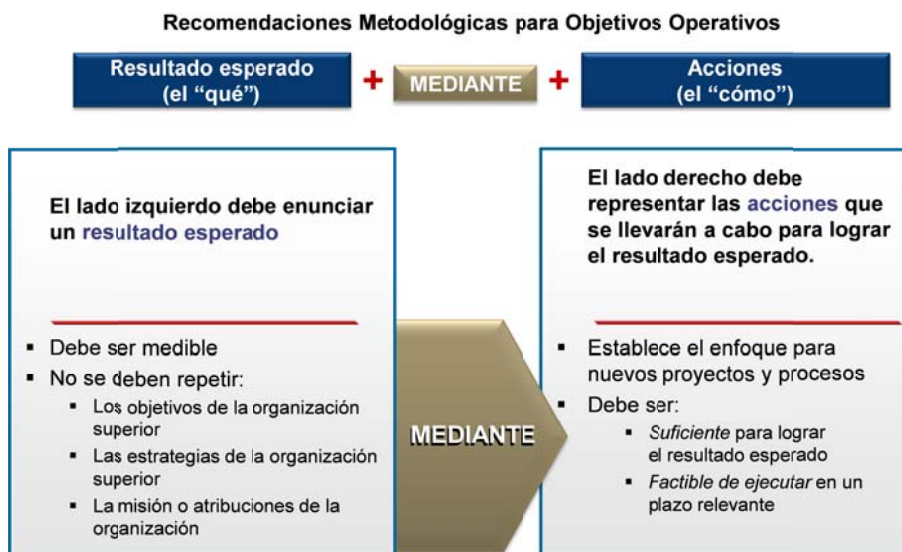 Recomendaciones Metodológicas para Objetivos Operativos
Resultado esperado
(el “qué”)
+
MEDIANTE
+
Acciones
(el “cómo”)
El lado izquierdo debe enunciar
un resultado esperado
▪ Debe ser medible
▪ No se deben repetir:
▪ Los objetivos de la organización
superior
▪ Las estrategias de la organización
superior
▪ La misión o atribuciones de la
organización
MEDIANTE
El lado derecho debe
representar las acciones que
se llevarán a cabo para lograr
el resultado esperado.
▪ Establece el enfoque para
nuevos proyectos y procesos
▪ Debe ser:
▪ Suficiente para lograr
el resultado esperado
▪ Factible de ejecutar en un
plazo relevante